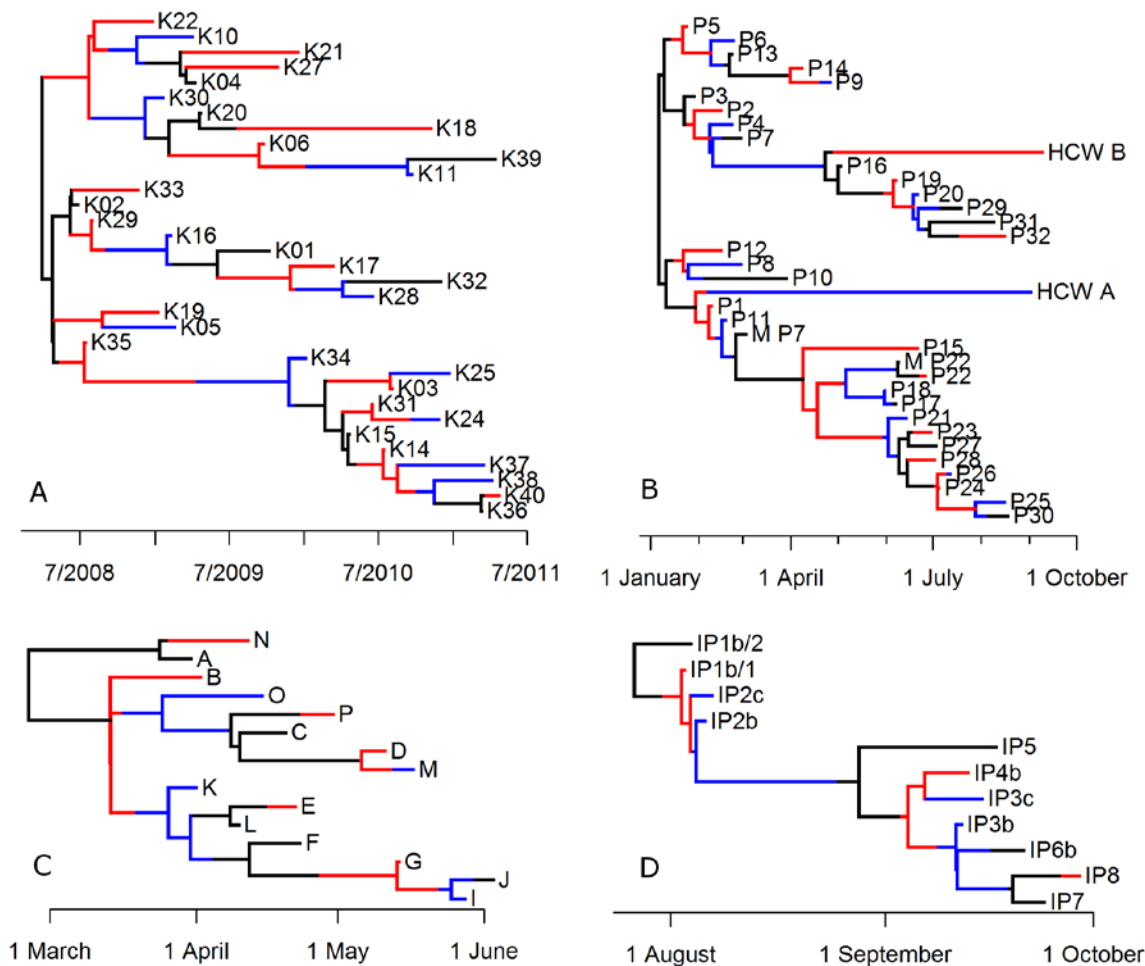 K22
K10
K21
K27
K04
K30
K20
K18
K06
K39
K11
K33
K02
K29
K16
K01
K17
K32
K28
K19
K05
K35
K34
K25
K03
K31
K24
K15
K14
K37
K38
K40
K36
A
7/2008 7/2009 7/2010 7/2011
P5
P6
P13
P14
P9
P3
P2
P4
P7
HCW B
P16
P19
P20
P29
P31
P32
P12
P8
P10
HCW A
P1
P11
M P7
P15
M P22
P22
P18
P17
P21
P23
P27
P28
P26
P24
P25
P30
B
1 January 1 April 1 July 1 October
N
A
B
O
P
C
D
M
K
E
L
F
G
J
I
C
1 March 1 April 1 May 1 June
IP1b/2
IP1b/1
IP2c
IP2b
IP5
IP4b
IP3c
IP3b
IP6b
IP8
IP7
D
1 August 1 September 1 October